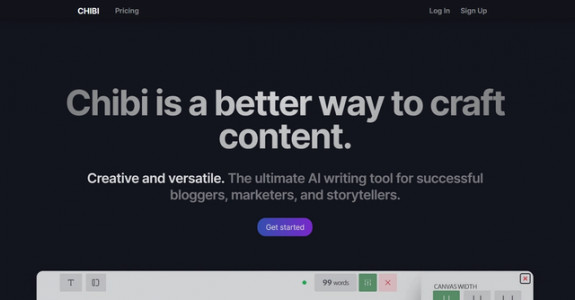 CHIBI Pricing Log In Sign Up
Chibi is a better way to craft
content.
Creative and versatile. The ultimate AI writing tool for successful
bloggers, marketers, and storytellers.
Get started
T 99 words
CANVAS WIDTH